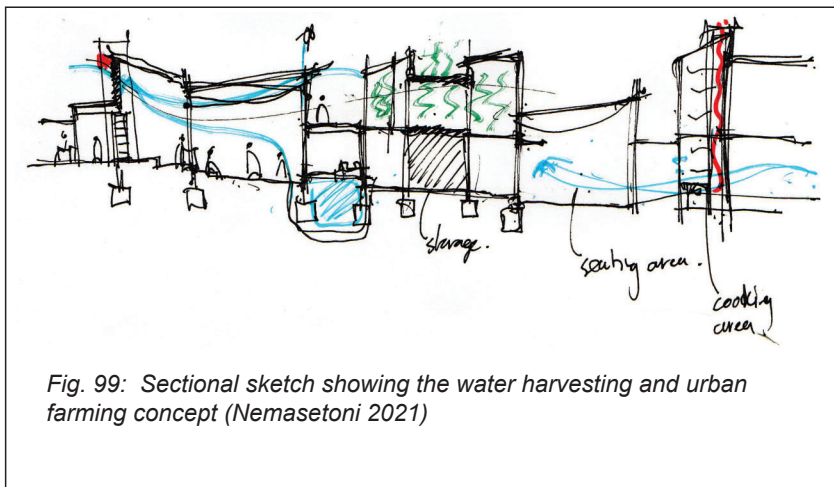 storage.
seating area.
cooking
area
Fig. 99: Sectional sketch showing the water harvesting and urban
farming concept (Nemasetoni 2021)